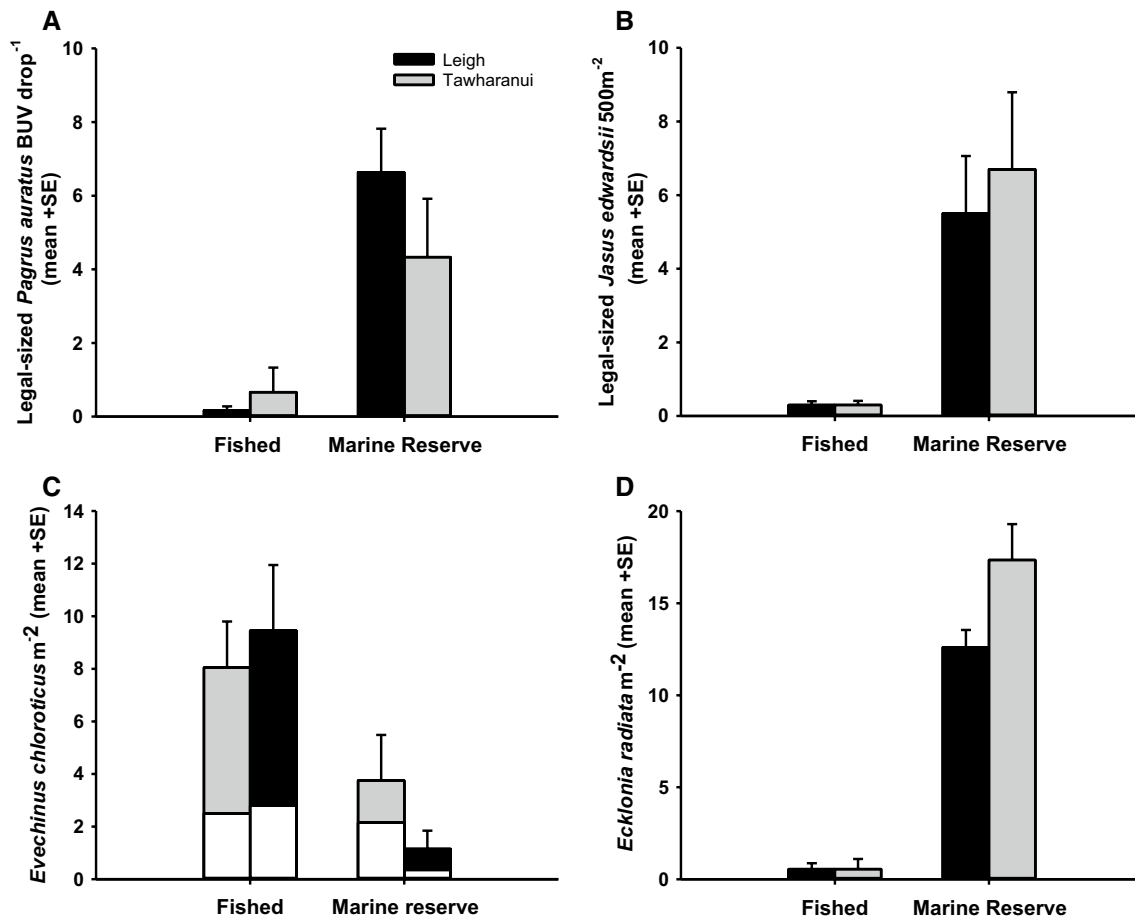 A
Legal-sized Pagrus auratus BUV drop-1
(mean +SE)
10
8
6
4
2
0
Leigh
Tawharanui
Fished
Marine Reserve
B
Legal-sized Jasus edwardsii 500m-2
(mean +SE)
10
8
6
4
2
0
Fished
Marine Reserve
C
Evechinus chloroticus m-2 (mean +SE)
14
12
10
8
6
4
2
0
Fished
Marine reserve
D
Ecklonia radiata m-2 (mean +SE)
20
15
10
5
0
Fished
Marine Reserve